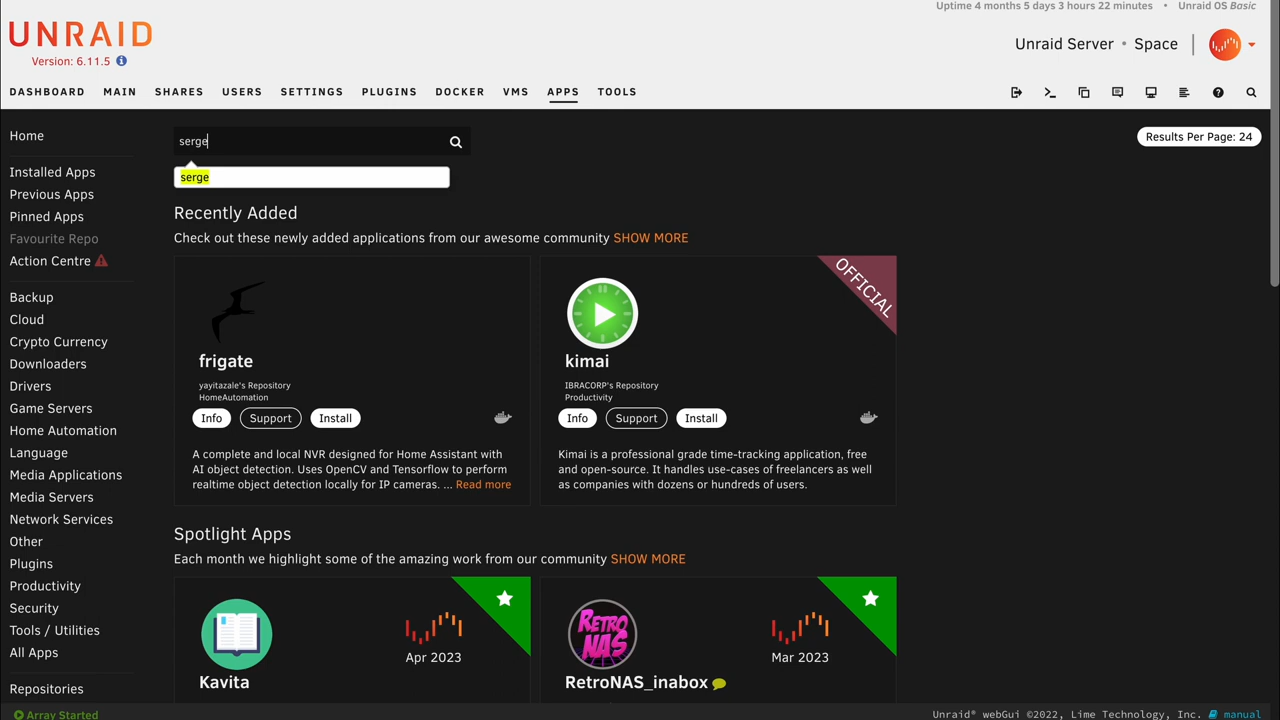 Uptime 4 months 5 days 3 hours 22 minutes • Unraid OS Basic
UNRAID
Version: 6.11.5
Unraid Server • Space
DASHBOARD MAIN SHARES USERS SETTINGS PLUGINS DOCKER VMS APPS TOOLS
Home
Installed Apps
Previous Apps
Pinned Apps
Favourite Repo
Action Centre
Backup
Cloud
Crypto Currency
Downloaders
Drivers
Game Servers
Home Automation
Language
Media Applications
Media Servers
Network Services
Other
Plugins
Productivity
Security
Tools / Utilities
All Apps
Repositories
serge
serge
Results Per Page: 24
Recently Added
Check out these newly added applications from our awesome community SHOW MORE
frigate
yayitazale's Repository
HomeAutomation
Info Support Install
A complete and local NVR designed for Home Assistant with
AI object detection. Uses OpenCV and Tensorflow to perform
realtime object detection locally for IP cameras. ... Read more
OFFICIAL
kimai
IBRACORP's Repository
Productivity
Info Support Install
Kimai is a professional grade time-tracking application, free
and open-source. It handles use-cases of freelancers as well
as companies with dozens or hundreds of users.
Spotlight Apps
Each month we highlight some of the amazing work from our community SHOW MORE
Apr 2023
Kavita
RETRO
NAS
Mar 2023
RetroNAS_inabox
Array Started
Unraid® webGui ©2022, Lime Technology, Inc. manual